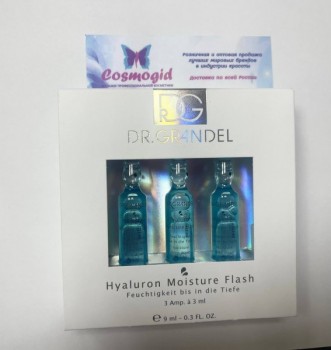 Cosmogid
Розничная и оптовая продажа
лучших мировых брендов
в индустрии красоты
доставка по всей России
DG
DR.GRANDEL
Hyaluron Moisture Flash
Feuchtigkeit bis in die Tiefe
3 Amp. à 3 ml
℮ 9 ml - 0.3 FL. OZ.